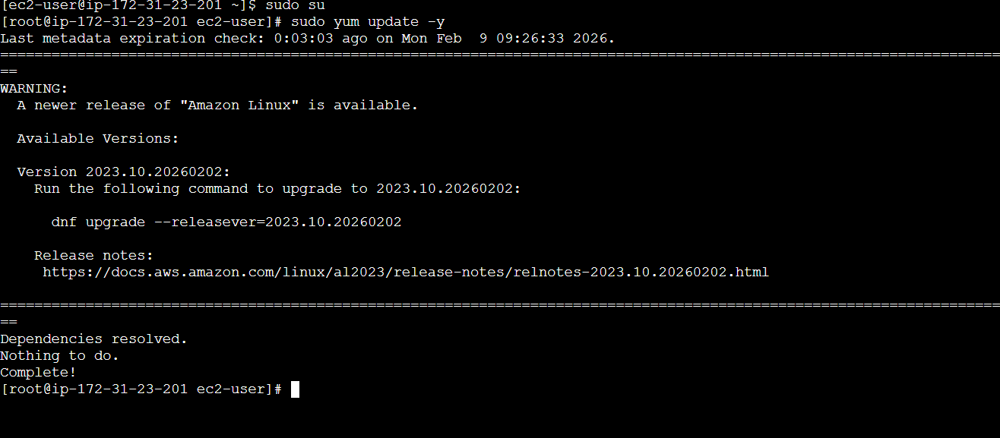 [ec2-user@ip-172-31-23-201 ~]$ sudo su
[root@ip-172-31-23-201 ec2-user]# sudo yum update -y
Last metadata expiration check: 0:03:03 ago on Mon Feb  9 09:26:33 2026.
=====================================================================================================================
==
WARNING:
  A newer release of "Amazon Linux" is available.

  Available Versions:

  Version 2023.10.20260202:
    Run the following command to upgrade to 2023.10.20260202:

      dnf upgrade --releasever=2023.10.20260202

    Release notes:
     https://docs.aws.amazon.com/linux/al2023/release-notes/relnotes-2023.10.20260202.html

=====================================================================================================================
==
Dependencies resolved.
Nothing to do.
Complete!
[root@ip-172-31-23-201 ec2-user]#